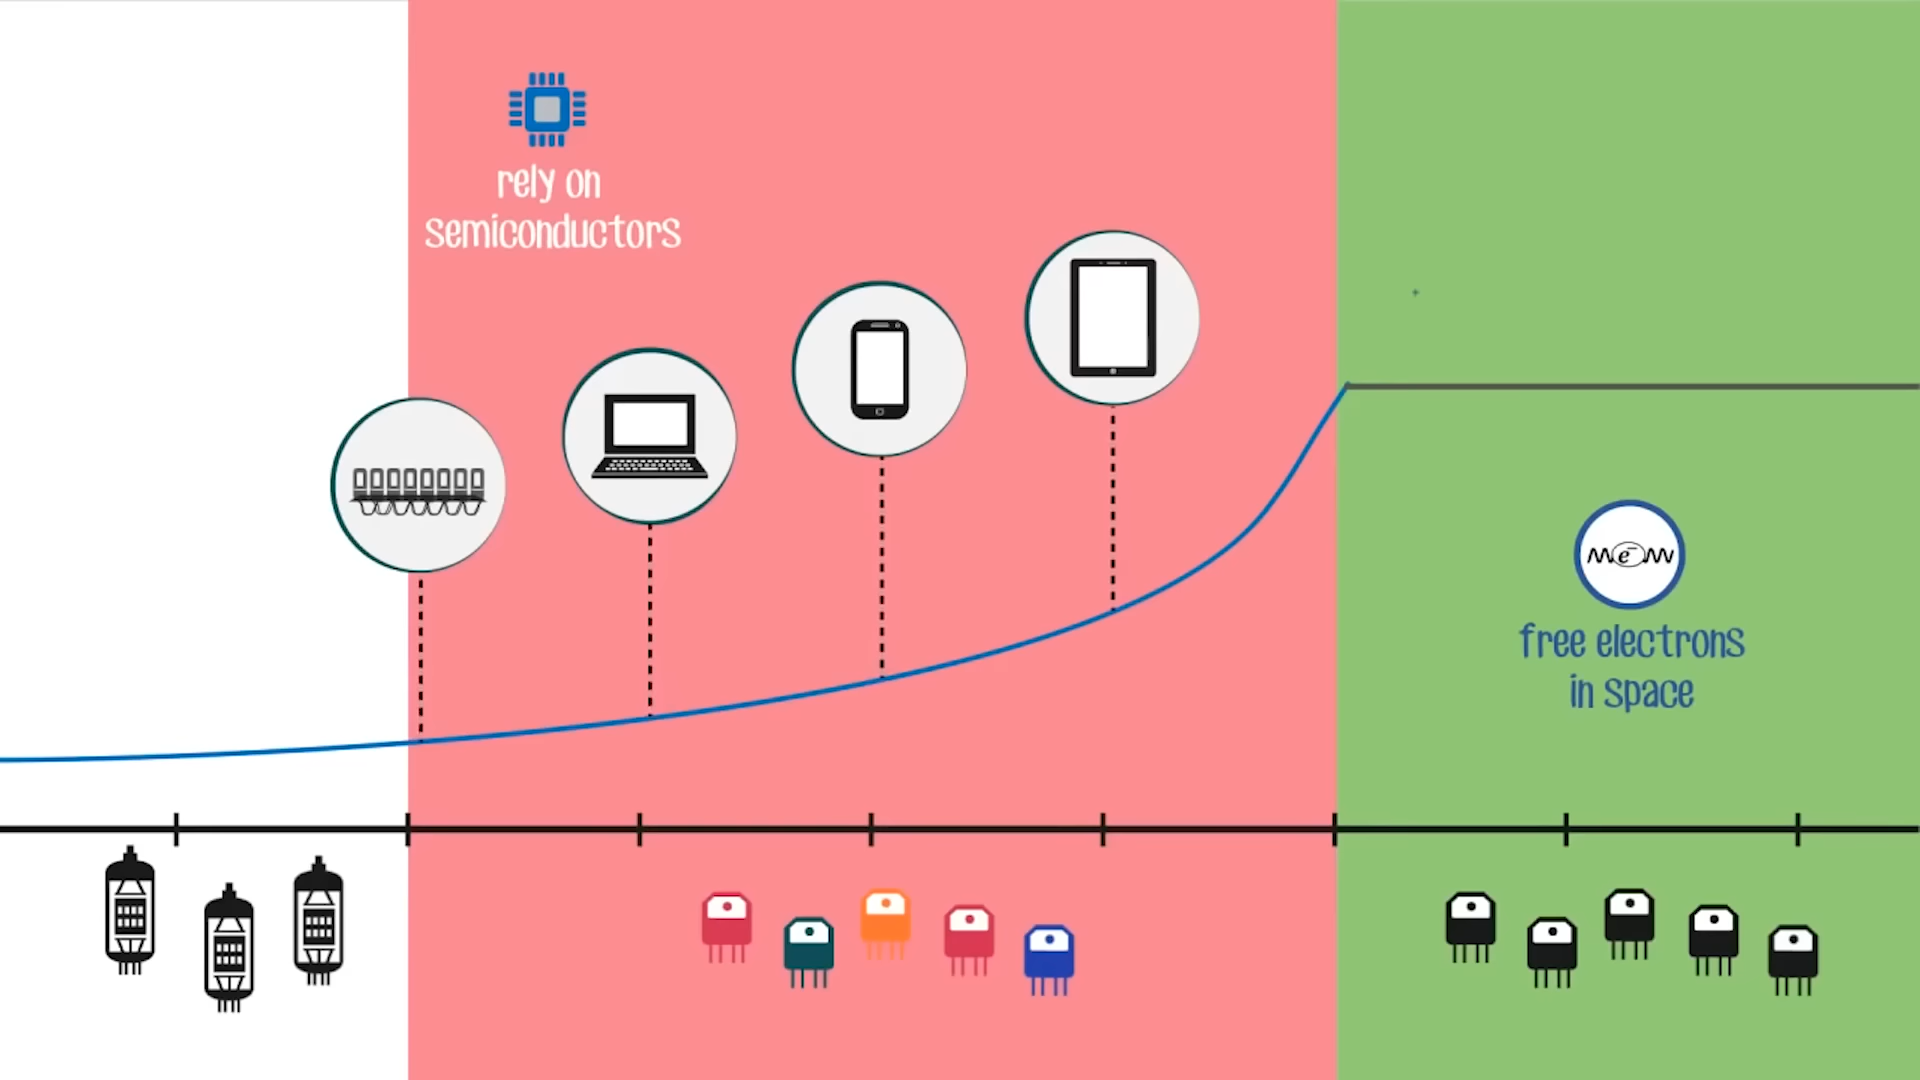 rely on
semiconductors
e⁻
free electrons
in space